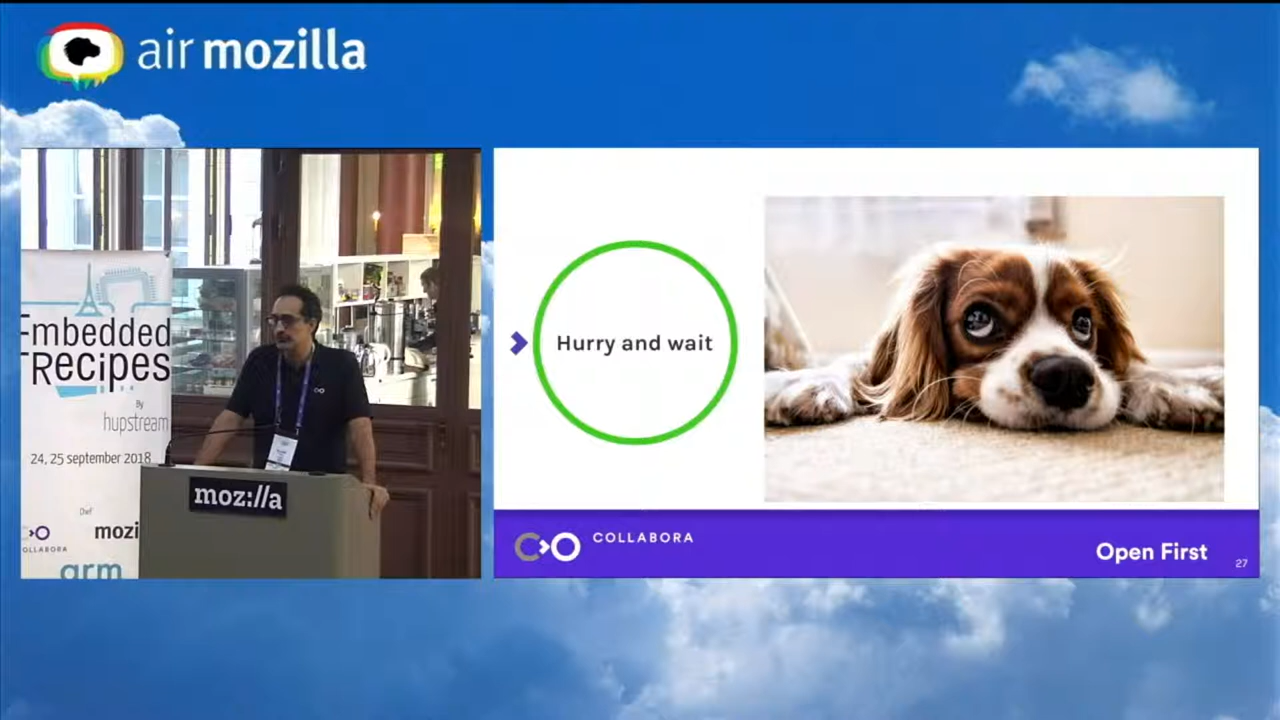 air mozilla
Embedded
Recipes
By
hupstream
24, 25 september 2018
mozi
OLLABORA
arm
moz://a
Hurry and wait
COLLABORA
Open First
27